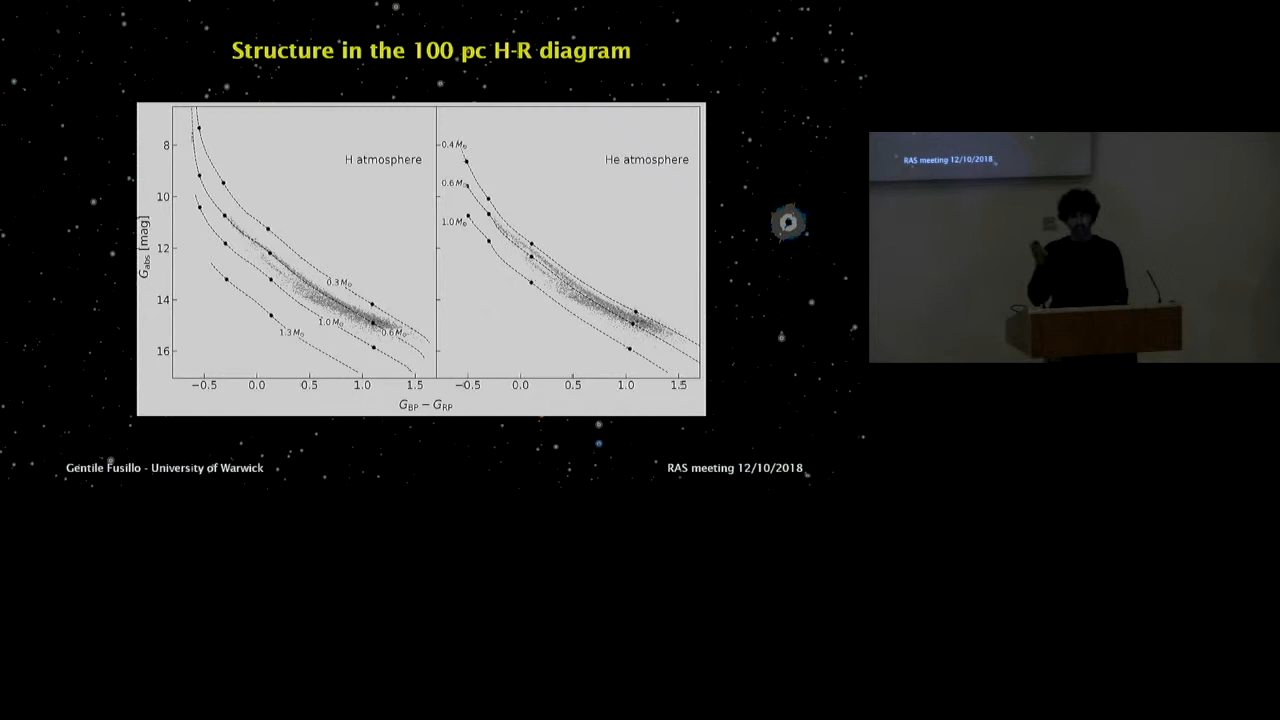 Structure in the 100 pc H-R diagram
H atmosphere
He atmosphere
8
10
12
14
16
G_abs [mag]
0.3 M⊙
1.0 M⊙
0.6 M⊙
1.3 M⊙
0.4 M⊙
0.6 M⊙
1.0 M⊙
−0.5 0.0 0.5 1.0 −0.5 0.0 0.5 1.0 1.5
G_BP − G_RP
Gentile Fusillo - University of Warwick
RAS meeting 12/10/2018
RAS meeting 12/10/2018